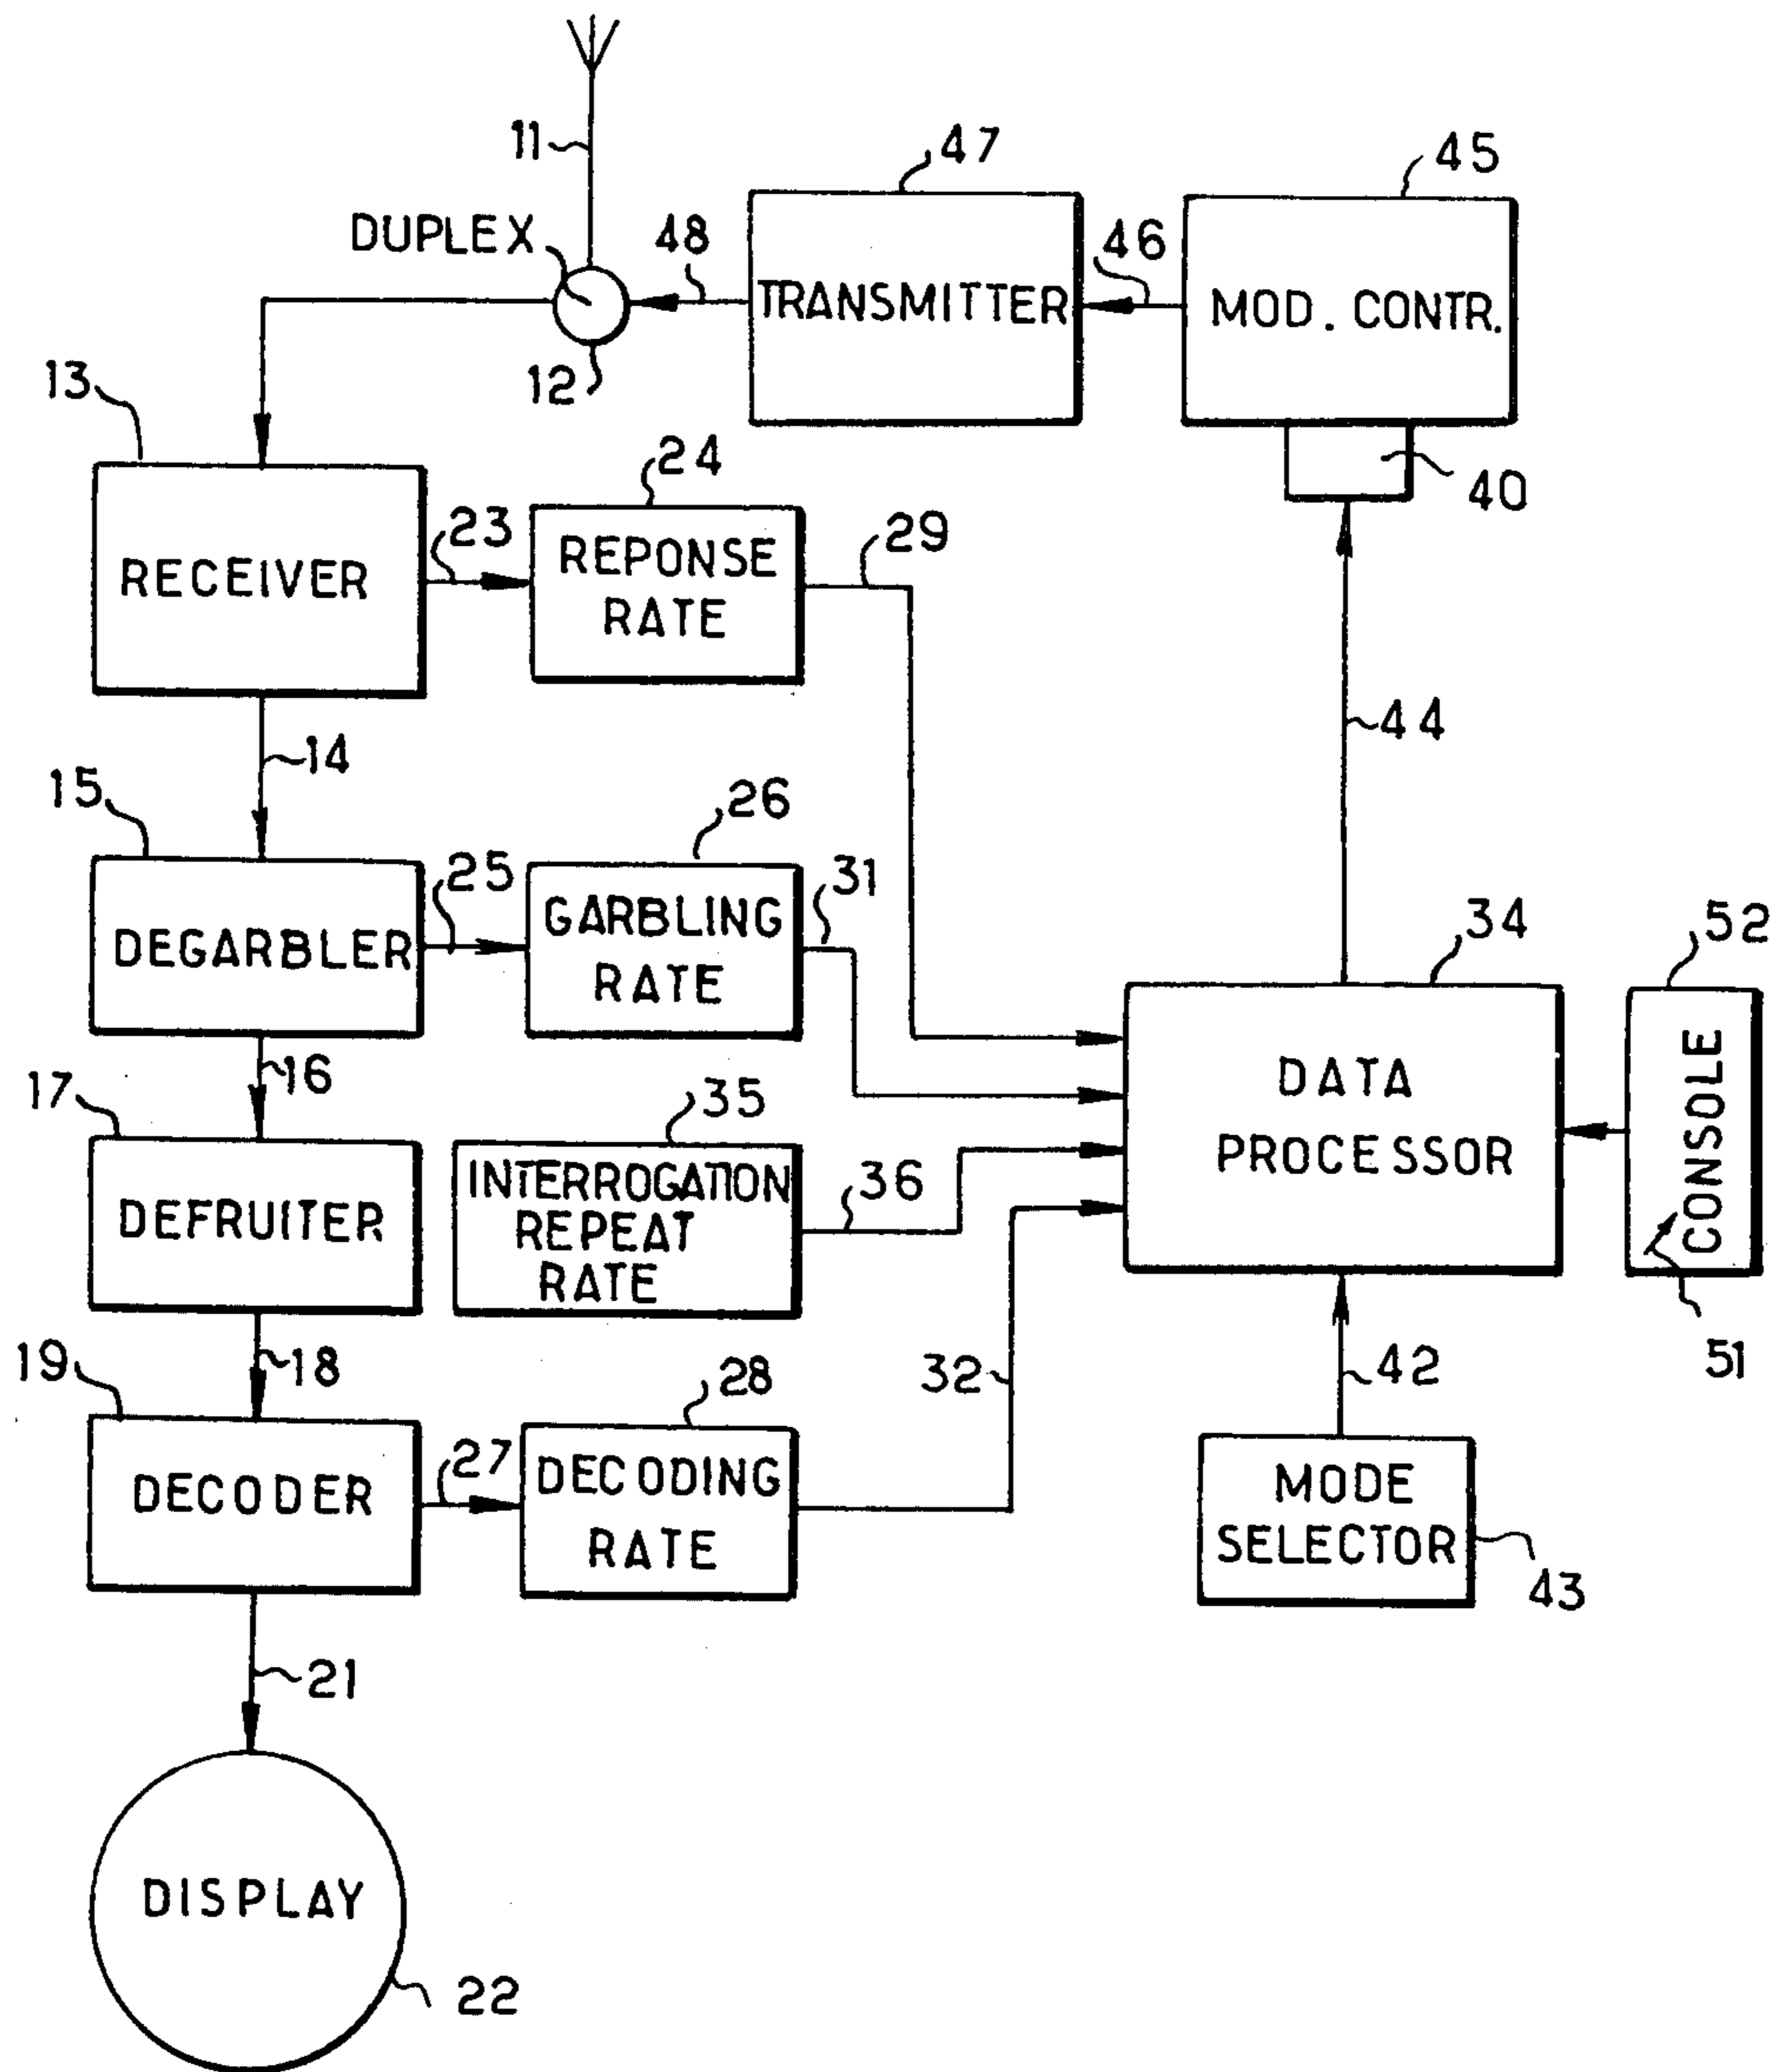 11
47
45
DUPLEX
48
46
TRANSMITTER
MOD. CONTR.
12
13
24
40
23
29
RECEIVER
REPONSE
RATE
14
44
15
26
25
31
34
52
DEGARBLER
GARBLING
RATE
16
17
35
DATA
PROCESSOR
CONSOLE
DEFRUITER
INTERROGATION
REPEAT
RATE
36
51
19
18
28
32
42
27
DECODER
DECODING
RATE
MODE
SELECTOR
43
21
DISPLAY
22